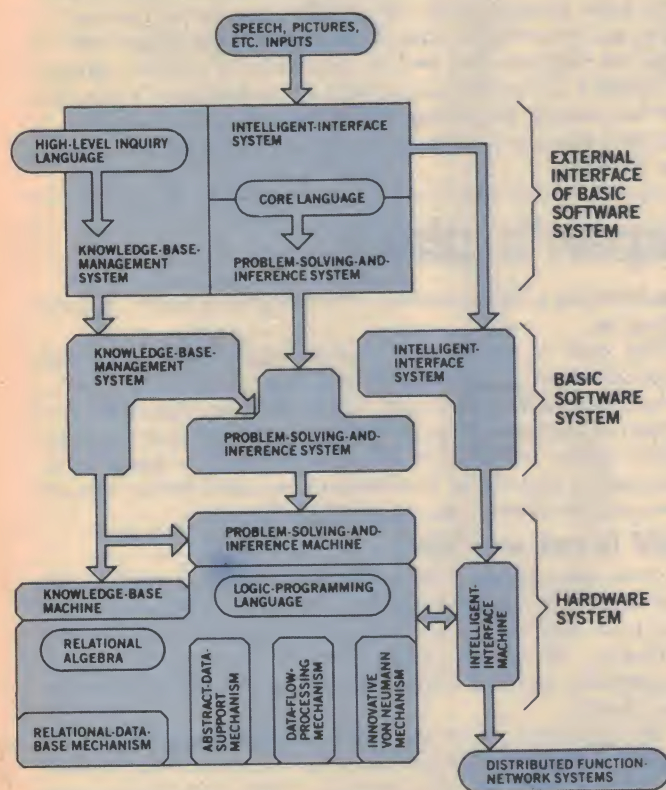 SPEECH, PICTURES,
ETC. INPUTS
HIGH-LEVEL INQUIRY
LANGUAGE
INTELLIGENT-INTERFACE
SYSTEM
CORE LANGUAGE
KNOWLEDGE-BASE-
MANAGEMENT
SYSTEM
PROBLEM-SOLVING-AND-
INFERENCE SYSTEM
EXTERNAL
INTERFACE
OF BASIC
SOFTWARE
SYSTEM
KNOWLEDGE-BASE-
MANAGEMENT
SYSTEM
INTELLIGENT-
INTERFACE
SYSTEM
PROBLEM-SOLVING-AND-
INFERENCE SYSTEM
BASIC
SOFTWARE
SYSTEM
PROBLEM-SOLVING-AND-
INFERENCE MACHINE
KNOWLEDGE-BASE
MACHINE
LOGIC-PROGRAMMING
LANGUAGE
RELATIONAL
ALGEBRA
RELATIONAL-DATA-
BASE MECHANISM
ABSTRACT-DATA-
SUPPORT
MECHANISM
DATA-FLOW-
PROCESSING
MECHANISM
INNOVATIVE
VON NEUMANN
MECHANISM
INTELLIGENT-
INTERFACE
MACHINE
HARDWARE
SYSTEM
DISTRIBUTED FUNCTION-
NETWORK SYSTEMS